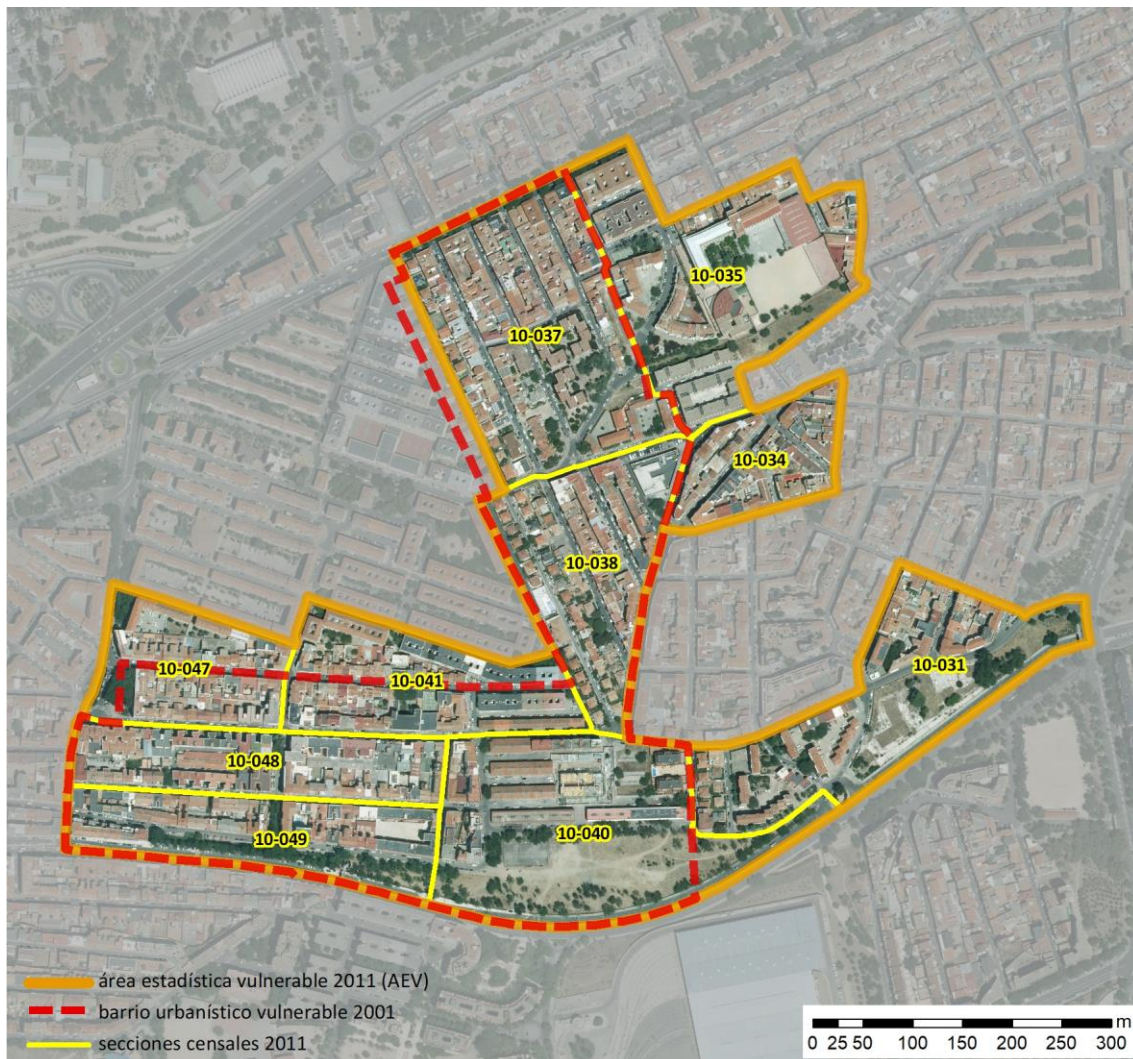 10-035
10-037
10-034
10-038
10-031
10-047
10-041
10-048
10-049
10-040
área estadística vulnerable 2011 (AEV)
barrio urbanístico vulnerable 2001
secciones censales 2011
m
0 25 50 100 150 200 250 300